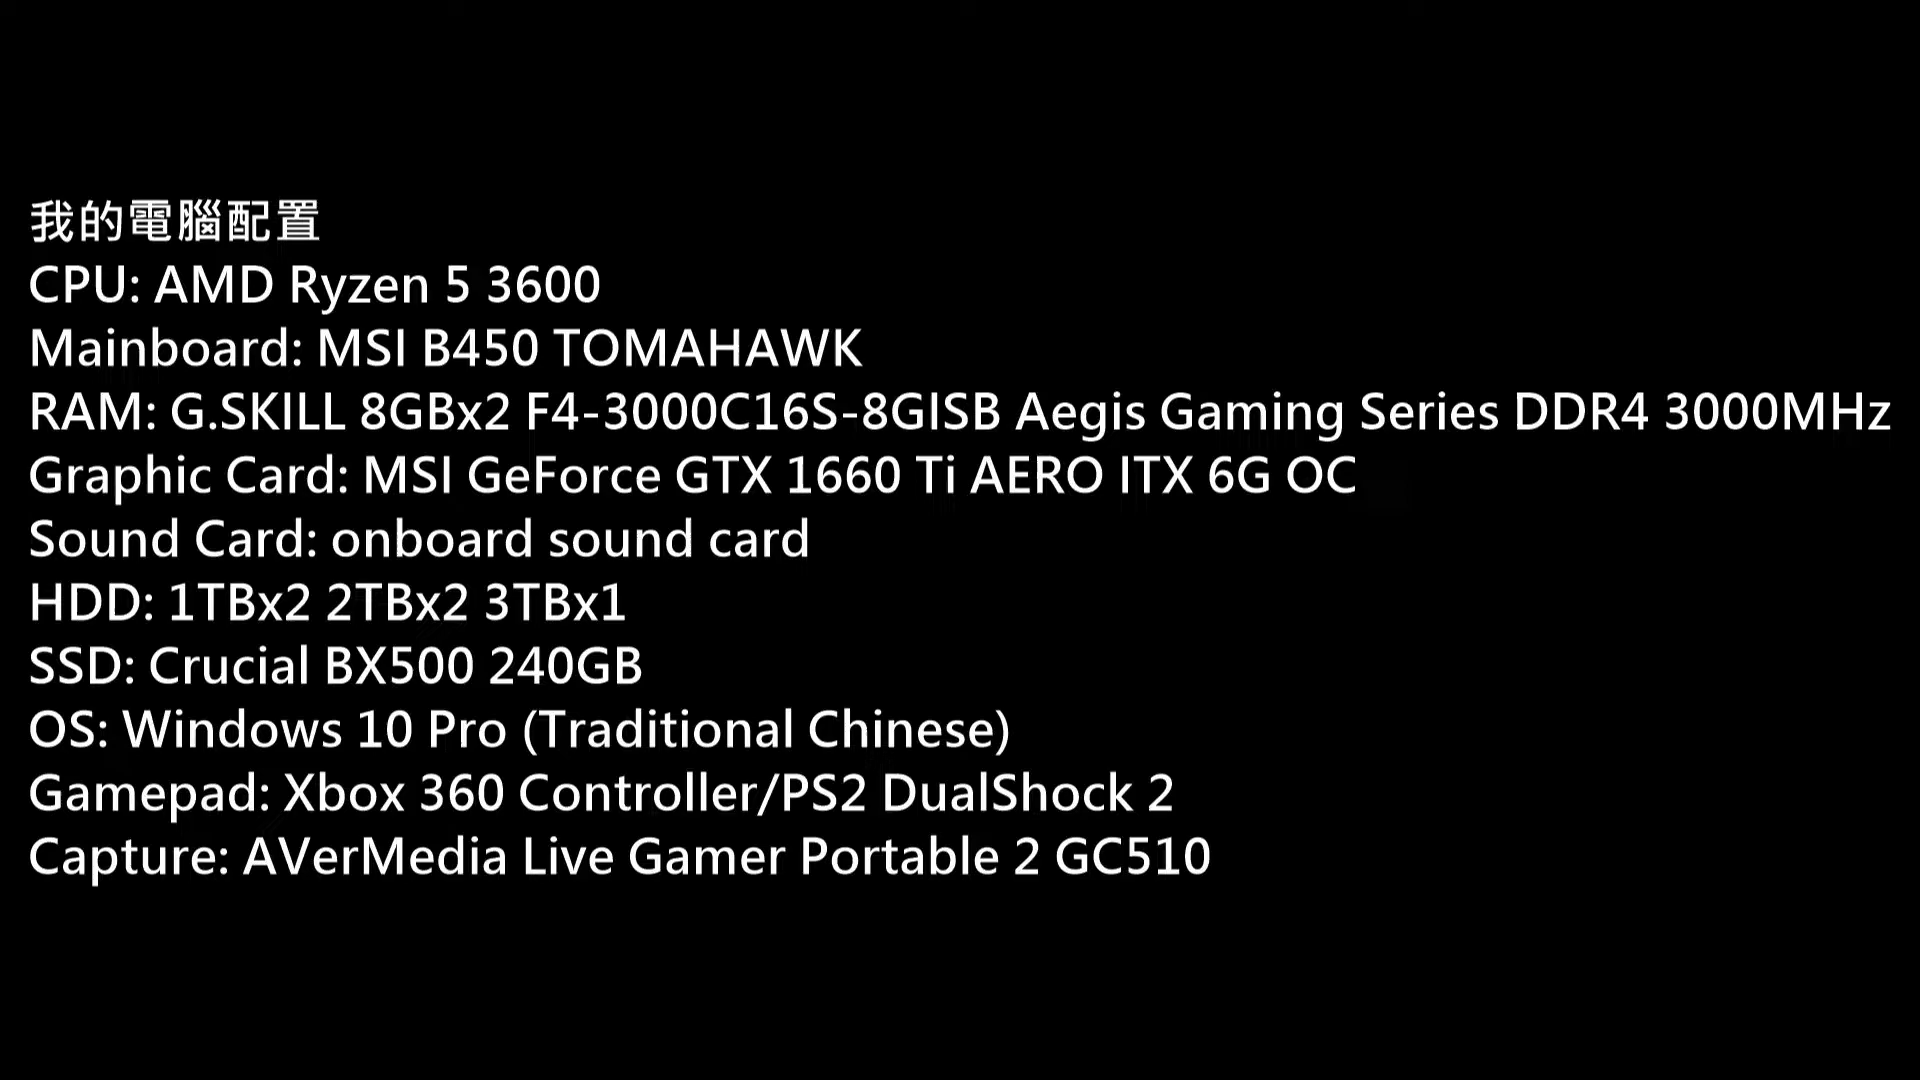 我的電腦配置
CPU: AMD Ryzen 5 3600
Mainboard: MSI B450 TOMAHAWK
RAM: G.SKILL 8GBx2 F4-3000C16S-8GISB Aegis Gaming Series DDR4 3000MHz
Graphic Card: MSI GeForce GTX 1660 Ti AERO ITX 6G OC
Sound Card: onboard sound card
HDD: 1TBx2 2TBx2 3TBx1
SSD: Crucial BX500 240GB
OS: Windows 10 Pro (Traditional Chinese)
Gamepad: Xbox 360 Controller/PS2 DualShock 2
Capture: AVerMedia Live Gamer Portable 2 GC510